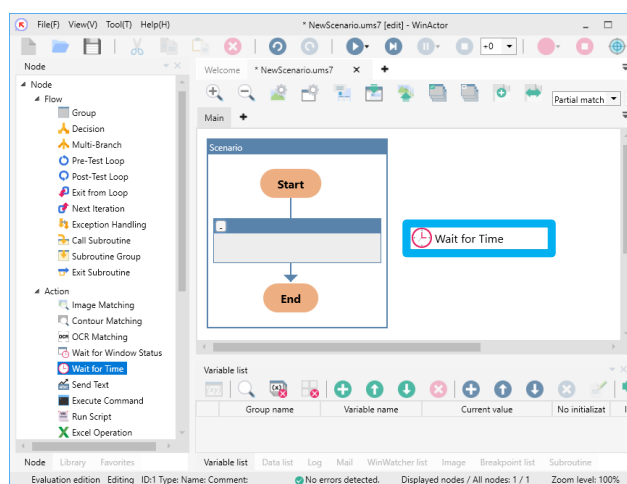 File(F) View(V) Tool(T) Help(H)
* NewScenario.ums7 [edit] - WinActor
+0
Node
Node
Flow
Group
Decision
Multi-Branch
Pre-Test Loop
Post-Test Loop
Exit from Loop
Next Iteration
Exception Handling
Call Subroutine
Subroutine Group
Exit Subroutine
Action
Image Matching
Contour Matching
OCR Matching
Wait for Window Status
Wait for Time
Send Text
Execute Command
Run Script
Excel Operation
Node Library Favorites
Welcome * NewScenario.ums7
Partial match
Main
Scenario
Start
End
Wait for Time
Variable list
Group name Variable name Current value No initializat
Variable list Data list Log Mail WinWatcher list Image Breakpoint list Subroutine
Evaluation edition Editing ID:1 Type: Name: Comment: No errors detected. Displayed nodes / All nodes: 1 / 1 Zoom level: 100%